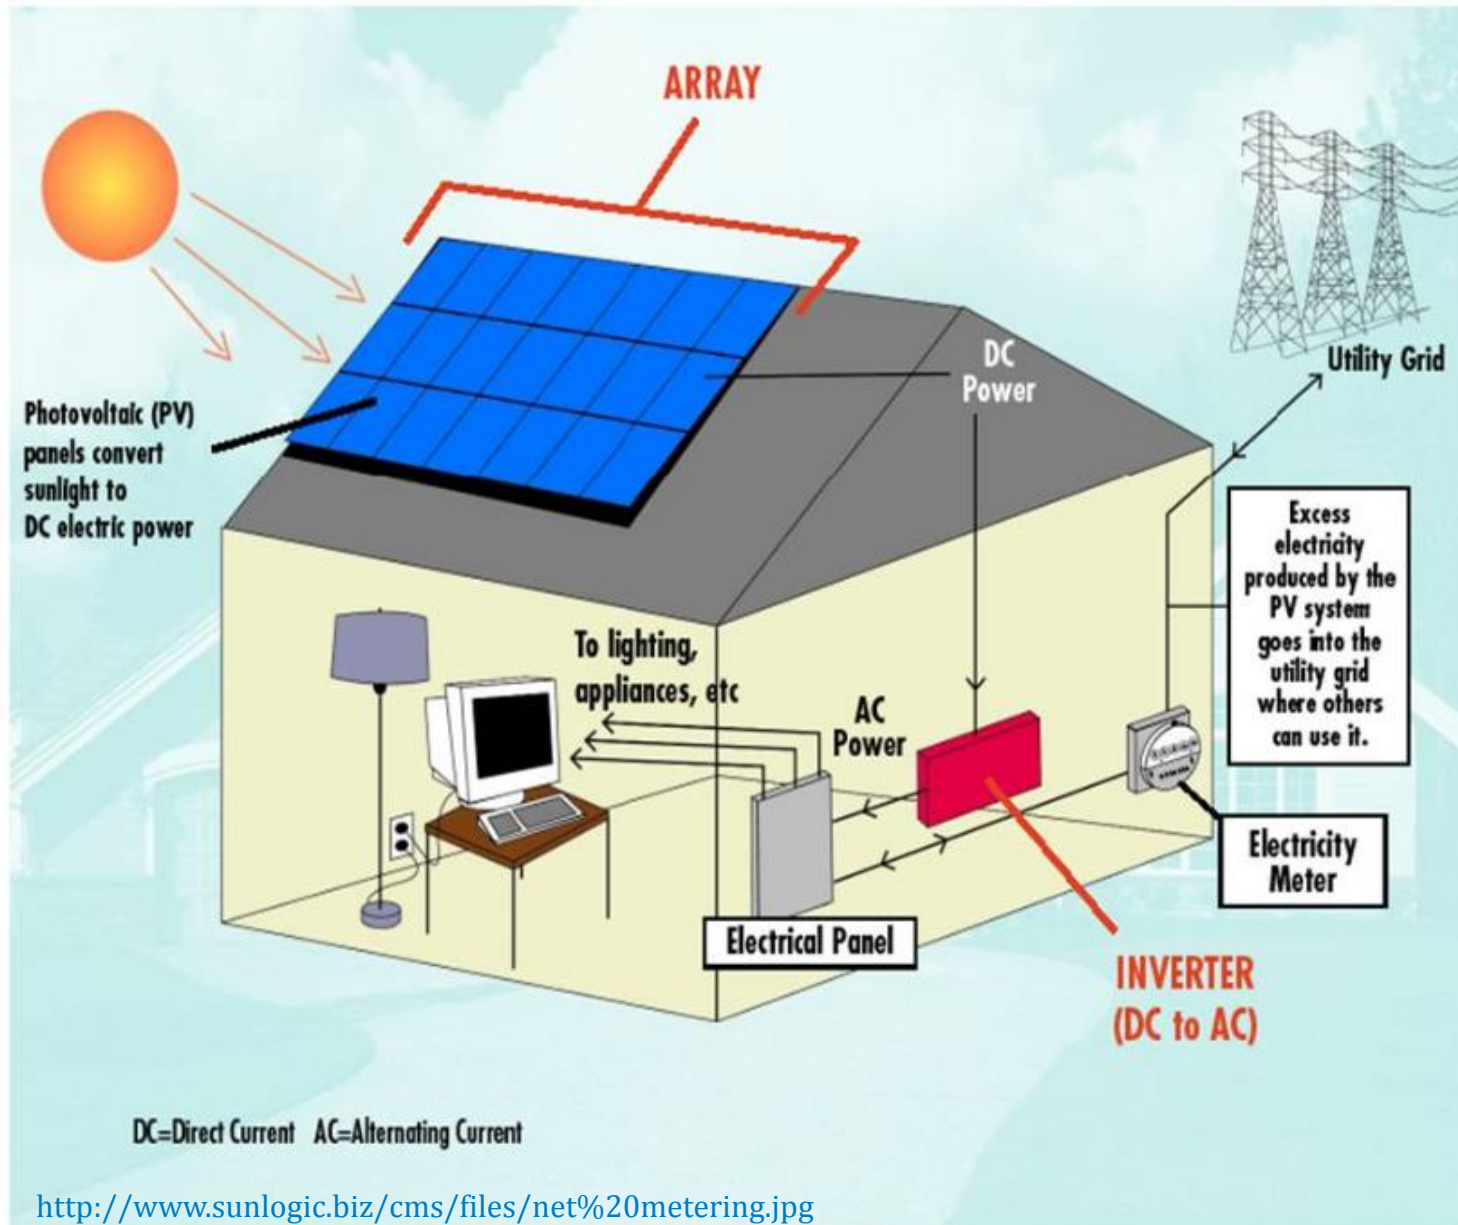 ARRAY
Utility Grid
DC
Power
Photovoltaic (PV)
panels convert
sunlight to
DC electric power
Excess
electricity
produced by the
PV system
goes into the
utility grid
where others
can use it.
To lighting,
appliances, etc
AC
Power
Electricity
Meter
Electrical Panel
INVERTER
(DC to AC)
DC=Direct Current AC=Alternating Current
http://www.sunlogic.biz/cms/files/net%20metering.jpg